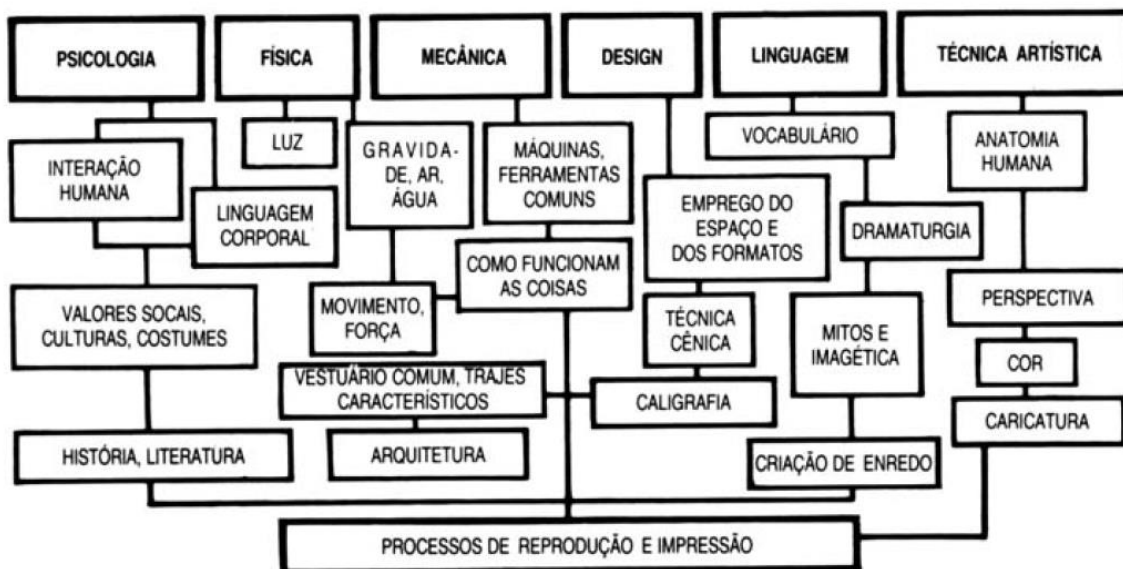 PSICOLOGIA
FÍSICA
MECÂNICA
DESIGN
LINGUAGEM
TÉCNICA ARTÍSTICA
INTERAÇÃO
HUMANA
LINGUAGEM
CORPORAL
LUZ
GRAVIDA-
DE, AR,
ÁGUA
MÁQUINAS,
FERRAMENTAS
COMUNS
EMPREGO DO
ESPAÇO E
DOS FORMATOS
VOCABULÁRIO
DRAMATURGIA
ANATOMIA
HUMANA
VALORES SOCAIS,
CULTURAS, COSTUMES
MOVIMENTO,
FORÇA
COMO FUNCIONAM
AS COISAS
TÉCNICA
CÊNICA
MITOS E
IMAGÉTICA
PERSPECTIVA
COR
VESTUÁRIO COMUM, TRAJES
CARACTERÍSTICOS
CALIGRAFIA
CARICATURA
HISTÓRIA, LITERATURA
ARQUITETURA
CRIAÇÃO DE ENREDO
PROCESSOS DE REPRODUÇÃO E IMPRESSÃO